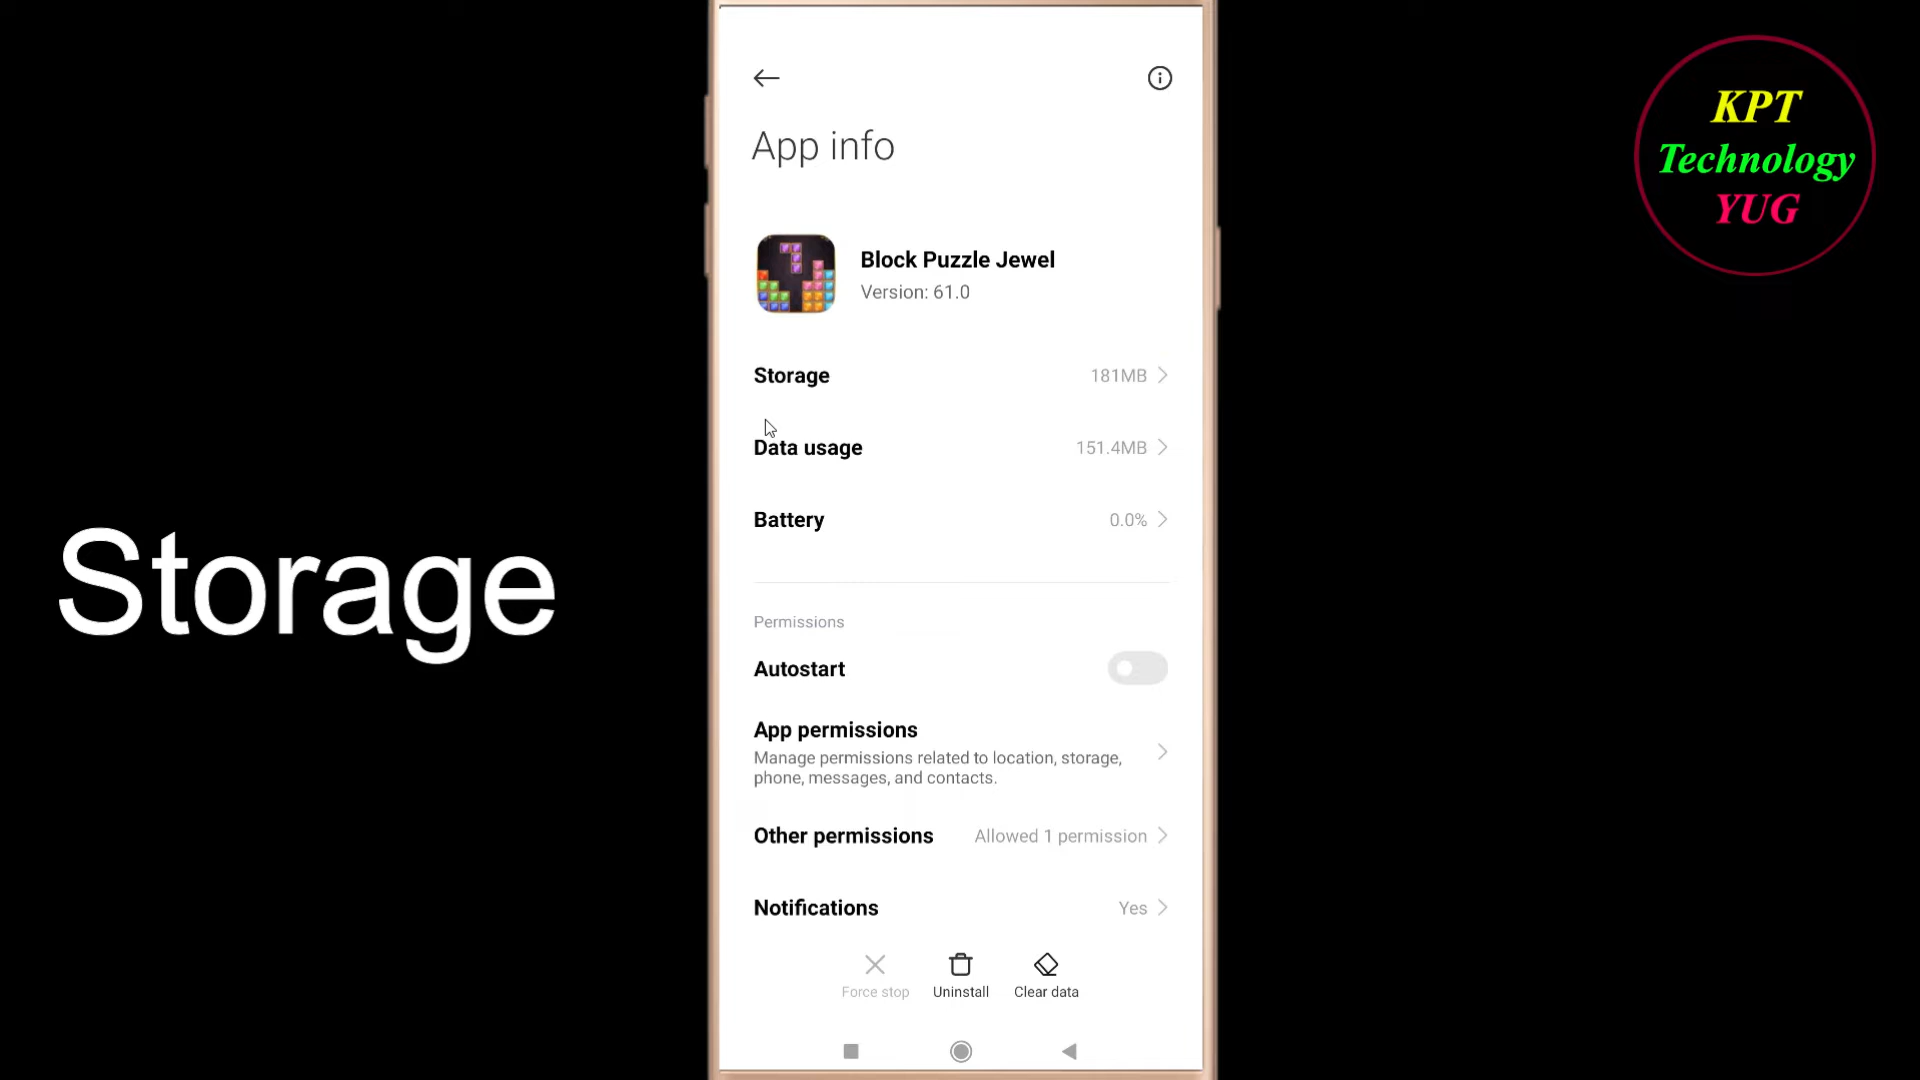 KPT
Technology
YUG
App info
Block Puzzle Jewel
Version: 61.0
Storage 181MB
Data usage 151.4MB
Battery 0.0%
Storage
Permissions
Autostart
App permissions
Manage permissions related to location, storage,
phone, messages, and contacts.
Other permissions Allowed 1 permission
Notifications Yes
Force stop Uninstall Clear data